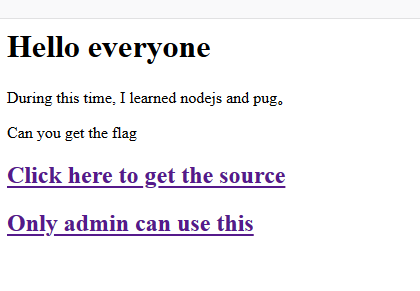 Hello everyone
During this time, I learned nodejs and pug。
Can you get the flag
Click here to get the source
Only admin can use this